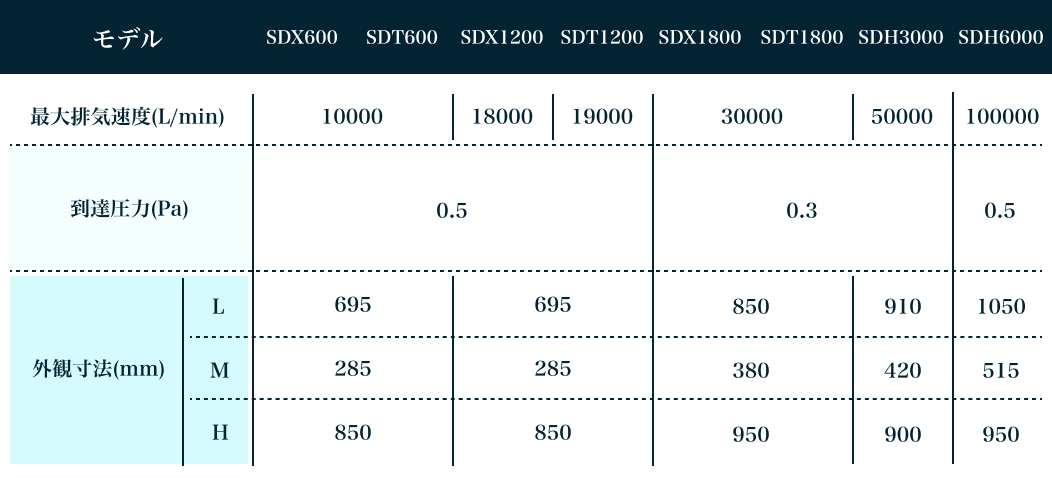 モデル SDX600 SDT600 SDX1200 SDT1200 SDX1800 SDT1800 SDH3000 SDH6000
最大排気速度(L/min) 10000 18000 19000 30000 50000 100000
到達圧力(Pa) 0.5 0.3 0.5
L 695 695 850 910 1050
外観寸法(mm) M 285 285 380 420 515
H 850 850 950 900 950